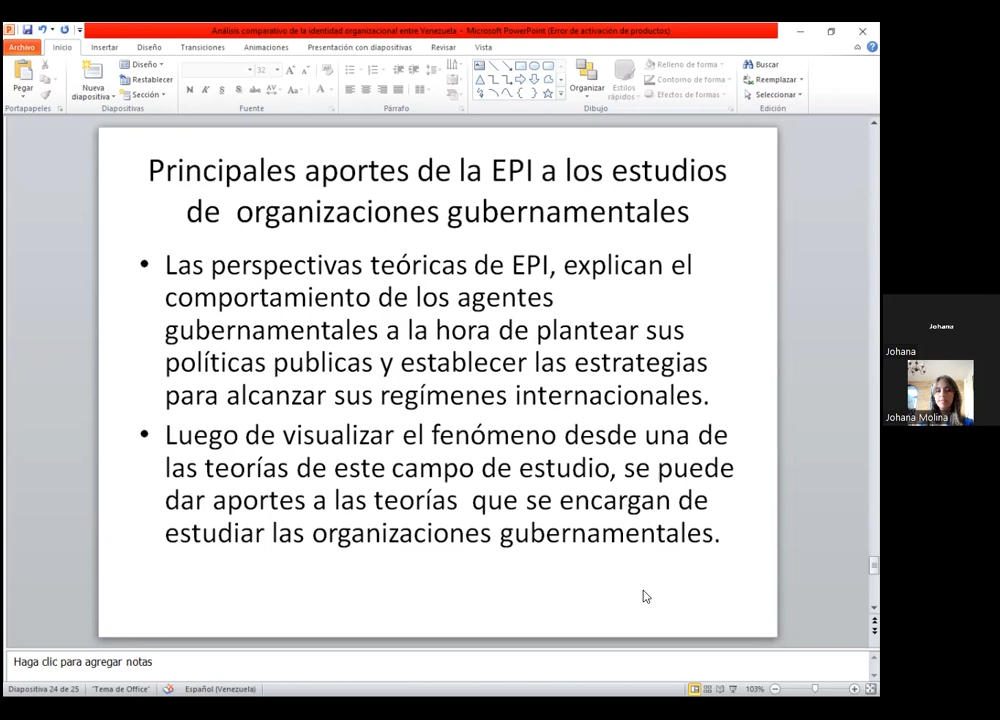 Análisis comparativo de la identidad organizacional entre Venezuela - Microsoft PowerPoint (Error de activación de productos)
Archivo Inicio Insertar Diseño Transiciones Animaciones Presentación con diapositivas Revisar Vista
Pegar
Nueva diapositiva
Diseño
Restablecer
Sección
32
N K S S abc AV Aa A
Organizar
Estilos rápidos
Relleno de forma
Contorno de forma
Efectos de formas
Buscar
Reemplazar
Seleccionar
Portapapeles Diapositivas Fuente Párrafo Dibujo Edición
Principales aportes de la EPI a los estudios
de organizaciones gubernamentales
• Las perspectivas teóricas de EPI, explican el
comportamiento de los agentes
gubernamentales a la hora de plantear sus
políticas publicas y establecer las estrategias
para alcanzar sus regímenes internacionales.
• Luego de visualizar el fenómeno desde una de
las teorías de este campo de estudio, se puede
dar aportes a las teorías que se encargan de
estudiar las organizaciones gubernamentales.
Haga clic para agregar notas
Diapositiva 24 de 25 "Tema de Office" Español (Venezuela) 103%
Johana
Johana
Johana Molina